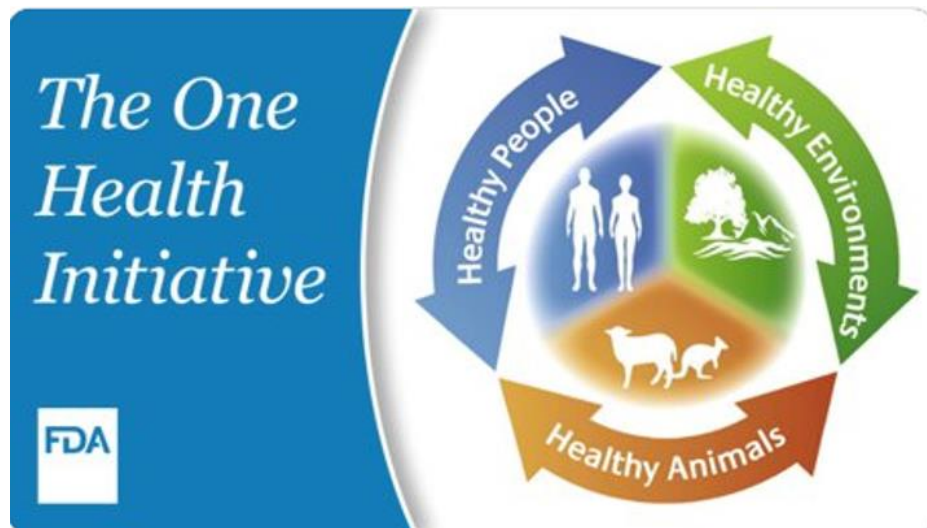 The One
Health
Initiative
FDA
Healthy People
Healthy Environments
Healthy Animals